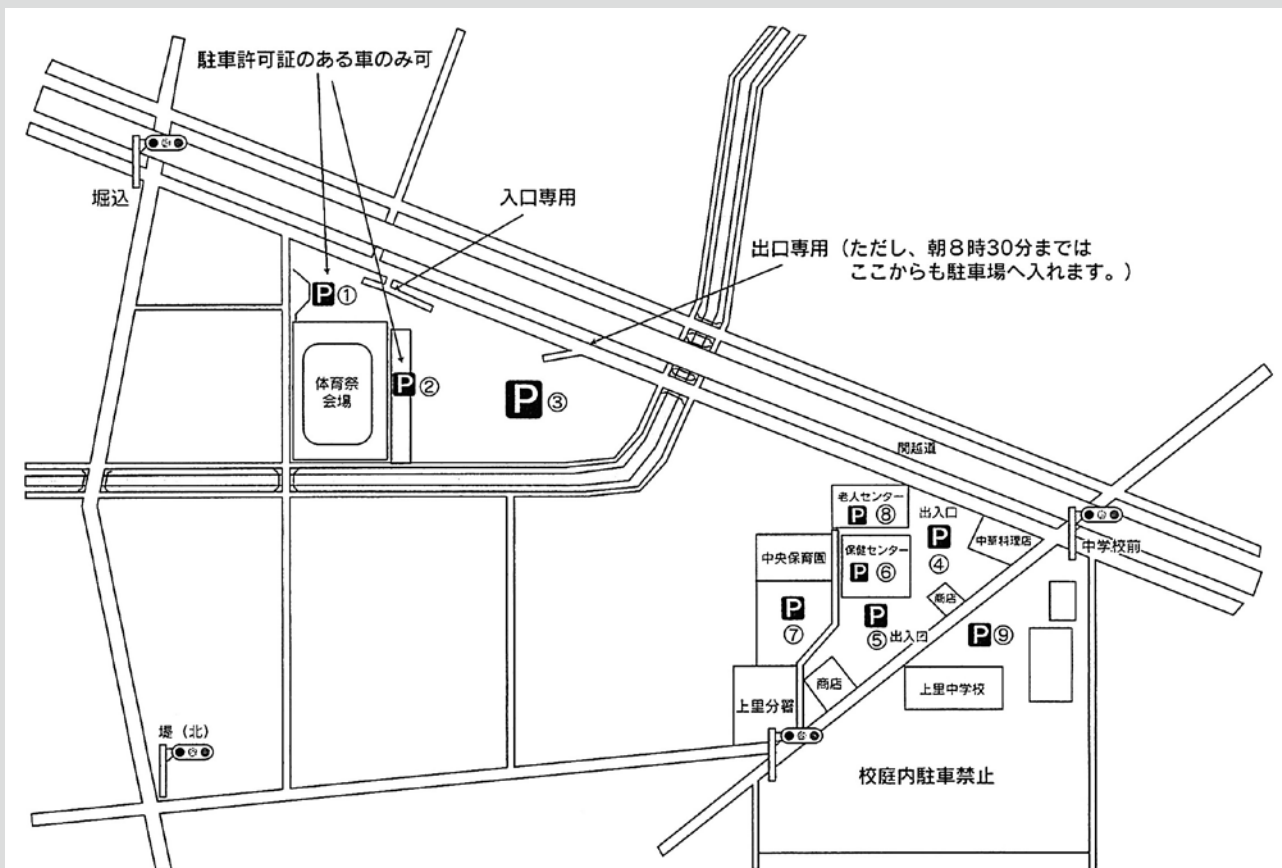 駐車許可証のある車のみ可
堀込
入口専用
出口専用（ただし、朝８時30分までは
ここからも駐車場へ入れます。）
P①
体育祭
会場
P②
P③
関越道
老人センター
P⑧
出入口
P
④
中華料理店
中学校前
中央保育園
保健センター
P⑥
商店
P
⑦
P
⑤
出入口
P⑨
商店
上里中学校
上里分署
堤（北）
校庭内駐車禁止